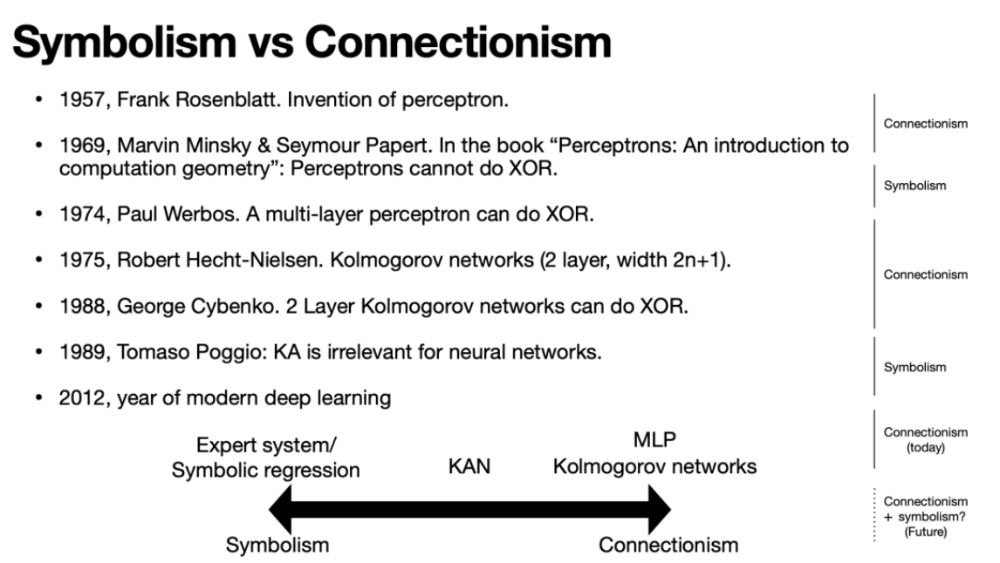 Symbolism vs Connectionism
• 1957, Frank Rosenblatt. Invention of perceptron.
• 1969, Marvin Minsky & Seymour Papert. In the book “Perceptrons: An introduction to
computation geometry”: Perceptrons cannot do XOR.
• 1974, Paul Werbos. A multi-layer perceptron can do XOR.
• 1975, Robert Hecht-Nielsen. Kolmogorov networks (2 layer, width 2n+1).
• 1988, George Cybenko. 2 Layer Kolmogorov networks can do XOR.
• 1989, Tomaso Poggio: KA is irrelevant for neural networks.
• 2012, year of modern deep learning
Connectionism
Symbolism
Connectionism
Symbolism
Connectionism
(today)
Connectionism
+ symbolism?
(Future)
Expert system/
Symbolic regression
KAN
MLP
Kolmogorov networks
Symbolism
Connectionism